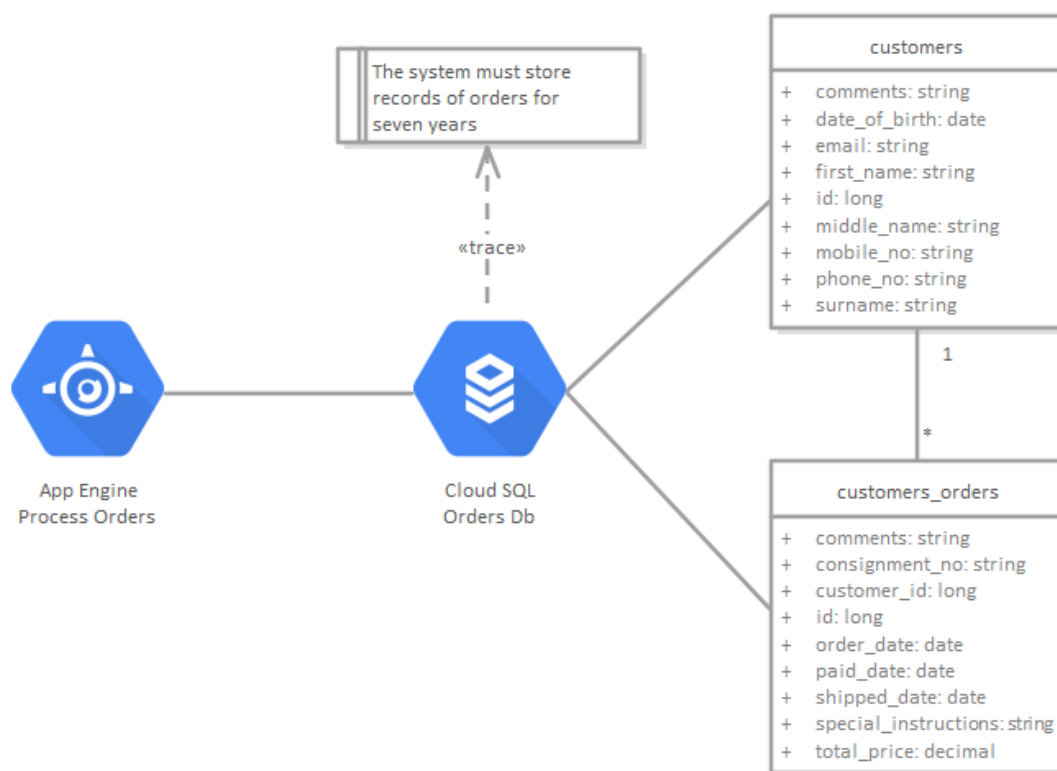 The system must store
records of orders for
seven years
«trace»
App Engine
Process Orders
Cloud SQL
Orders Db
customers
+ comments: string
+ date_of_birth: date
+ email: string
+ first_name: string
+ id: long
+ middle_name: string
+ mobile_no: string
+ phone_no: string
+ surname: string
1
*
customers_orders
+ comments: string
+ consignment_no: string
+ customer_id: long
+ id: long
+ order_date: date
+ paid_date: date
+ shipped_date: date
+ special_instructions: string
+ total_price: decimal